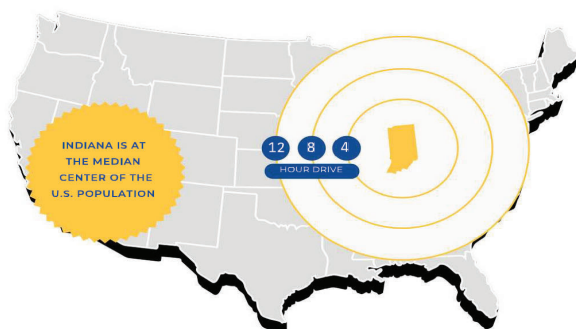 INDIANA IS AT
THE MEDIAN
CENTER OF THE
U.S. POPULATION
12 8 4
HOUR DRIVE